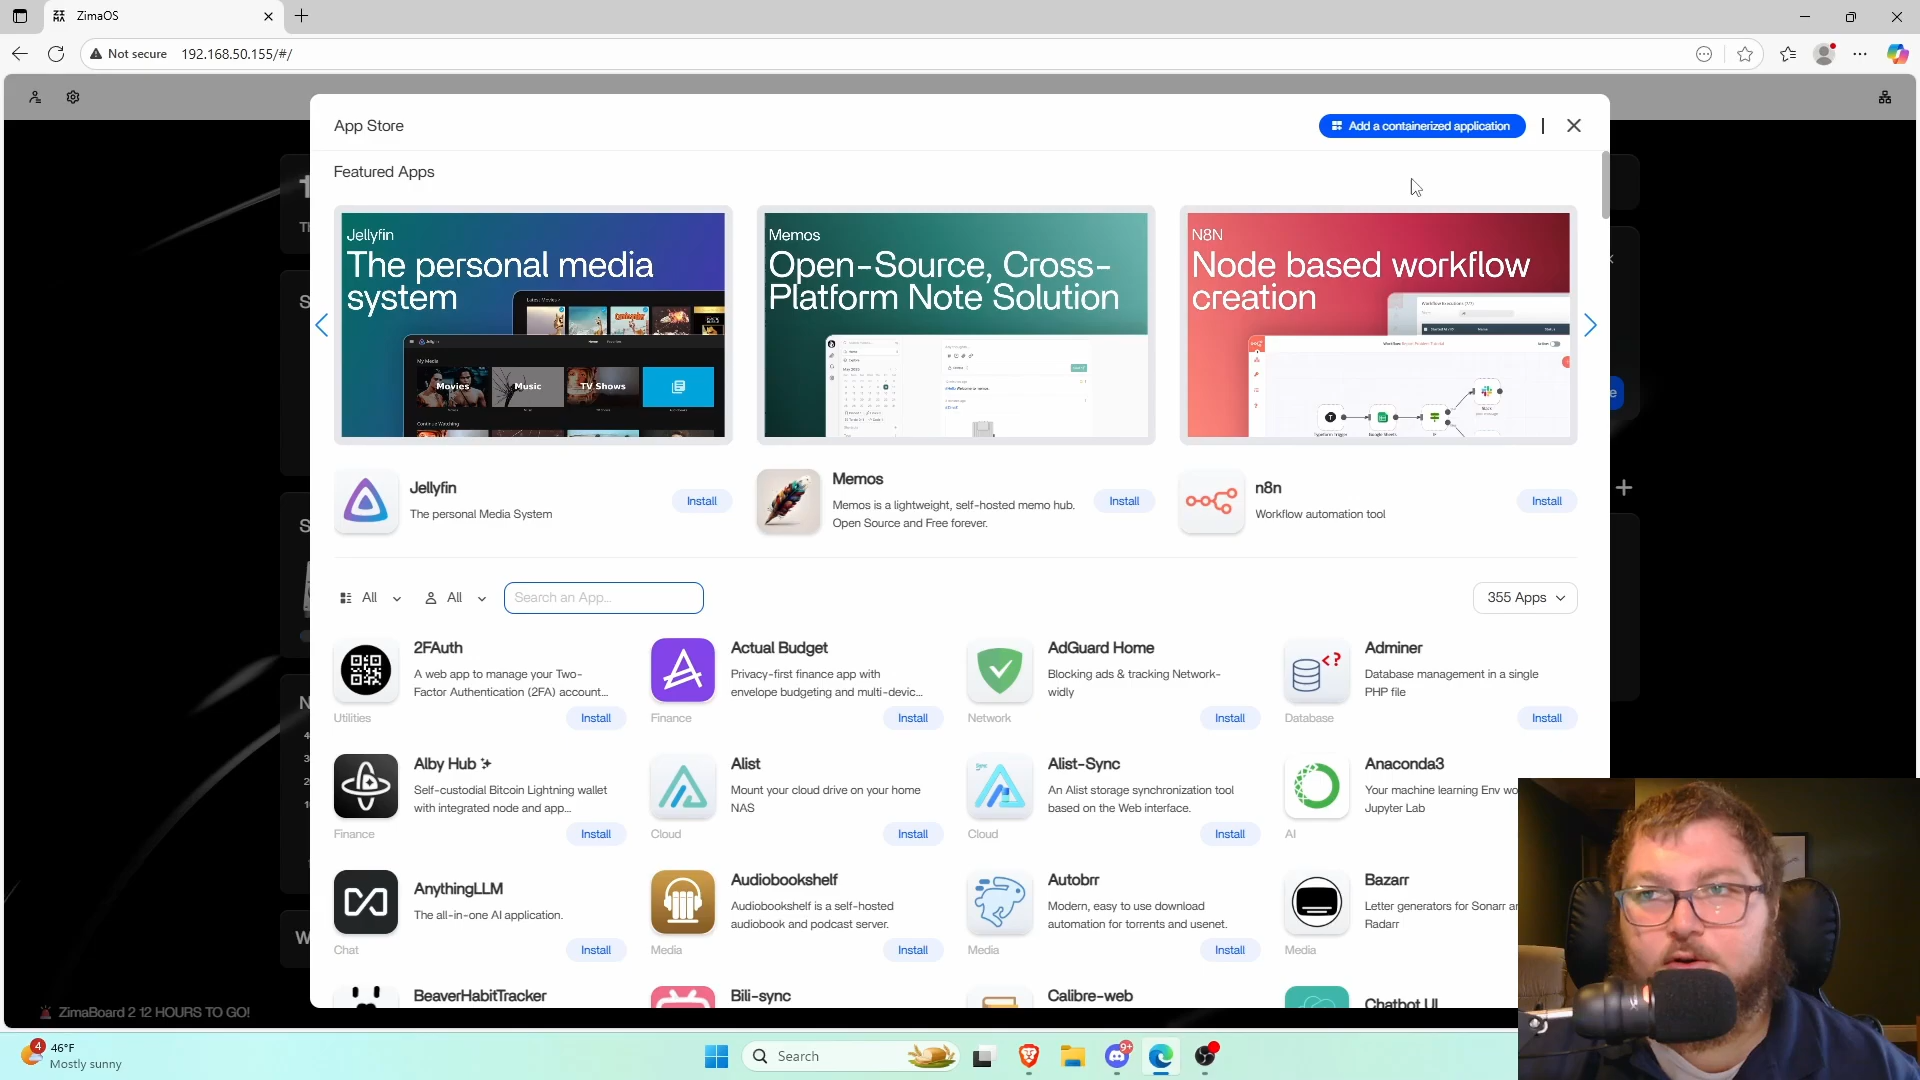 ZimaOS
Not secure
192.168.50.155/#/
App Store
Add a containerized application
Featured Apps
Jellyfin
The personal media
system
Movies
Music
TV Shows
Memos
Open-Source, Cross-
Platform Note Solution
N8N
Node based workflow
creation
Jellyfin
The personal Media System
Install
Memos
Memos is a lightweight, self-hosted memo hub.
Open Source and Free forever.
Install
n8n
Workflow automation tool
Install
All
All
Search an App...
355 Apps
2FAuth
A web app to manage your Two-
Factor Authentication (2FA) account...
Utilities
Install
Actual Budget
Privacy-first finance app with
envelope budgeting and multi-devic...
Finance
Install
AdGuard Home
Blocking ads & tracking Network-
widly
Network
Install
Adminer
Database management in a single
PHP file
Database
Install
Alby Hub
Self-custodial Bitcoin Lightning wallet
with integrated node and app...
Finance
Install
Alist
Mount your cloud drive on your home
NAS
Cloud
Install
Alist-Sync
An Alist storage synchronization tool
based on the Web interface.
Cloud
Install
Anaconda3
Your machine learning Env wo
Jupyter Lab
AI
AnythingLLM
The all-in-one AI application.
Chat
Install
Audiobookshelf
Audiobookshelf is a self-hosted
audiobook and podcast server.
Media
Install
Autobrr
Modern, easy to use download
automation for torrents and usenet.
Media
Install
Bazarr
Letter generators for Sonarr an
Radarr
Media
BeaverHabitTracker
Bili-sync
Calibre-web
Chatbot UI
ZimaBoard 2 12 HOURS TO GO!
4
46°F
Mostly sunny
Search
9+